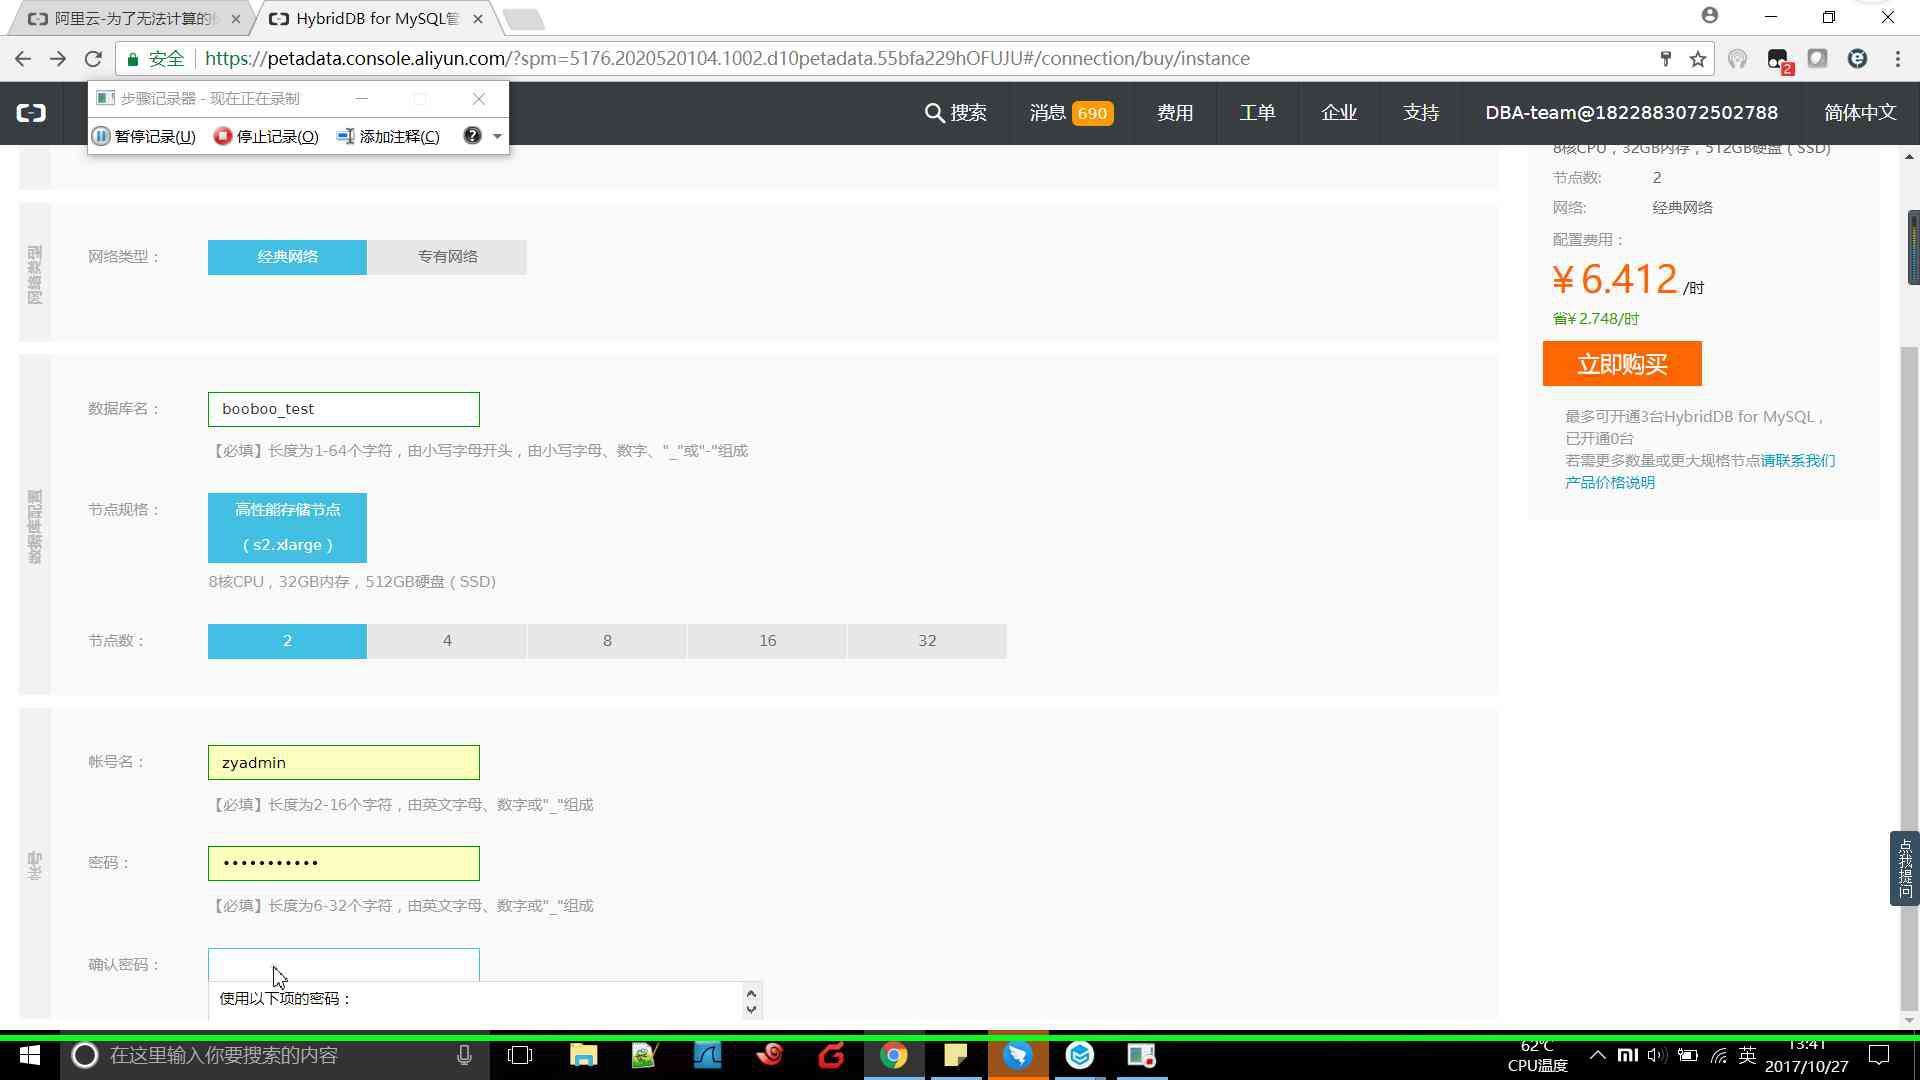 阿里云-为了无法计算的
HybridDB for MySQL管
安全
https://petadata.console.aliyun.com/?spm=5176.2020520104.1002.d10petadata.55bfa229hOFUJU#/connection/buy/instance
2
步骤记录器 - 现在正在录制
暂停记录(U)
停止记录(O)
添加注释(C)
搜索
消息 690
费用
工单
企业
支持
DBA-team@1822883072502788
简体中文
8核CPU，32GB内存，512GB硬盘（SSD）
节点数: 2
网络: 经典网络
配置费用：
¥ 6.412 /时
省¥ 2.748/时
立即购买
最多可开通3台HybridDB for MySQL，
已开通0台
若需更多数量或更大规格节点请联系我们
产品价格说明
网络类型
网络类型：
经典网络
专有网络
数据库配置
数据库名：
booboo_test
【必填】长度为1-64个字符，由小写字母开头，由小写字母、数字、"_"或"-"组成
节点规格：
高性能存储节点
（s2.xlarge）
8核CPU，32GB内存，512GB硬盘（SSD）
节点数：
2
4
8
16
32
帐号名：
zyadmin
【必填】长度为2-16个字符，由英文字母、数字或"_"组成
密码：
•••••••••••
【必填】长度为6-32个字符，由英文字母、数字或"_"组成
确认密码：
使用以下项的密码：
点我提问
在这里输入你要搜索的内容
62℃
CPU温度
英
13:41
2017/10/27